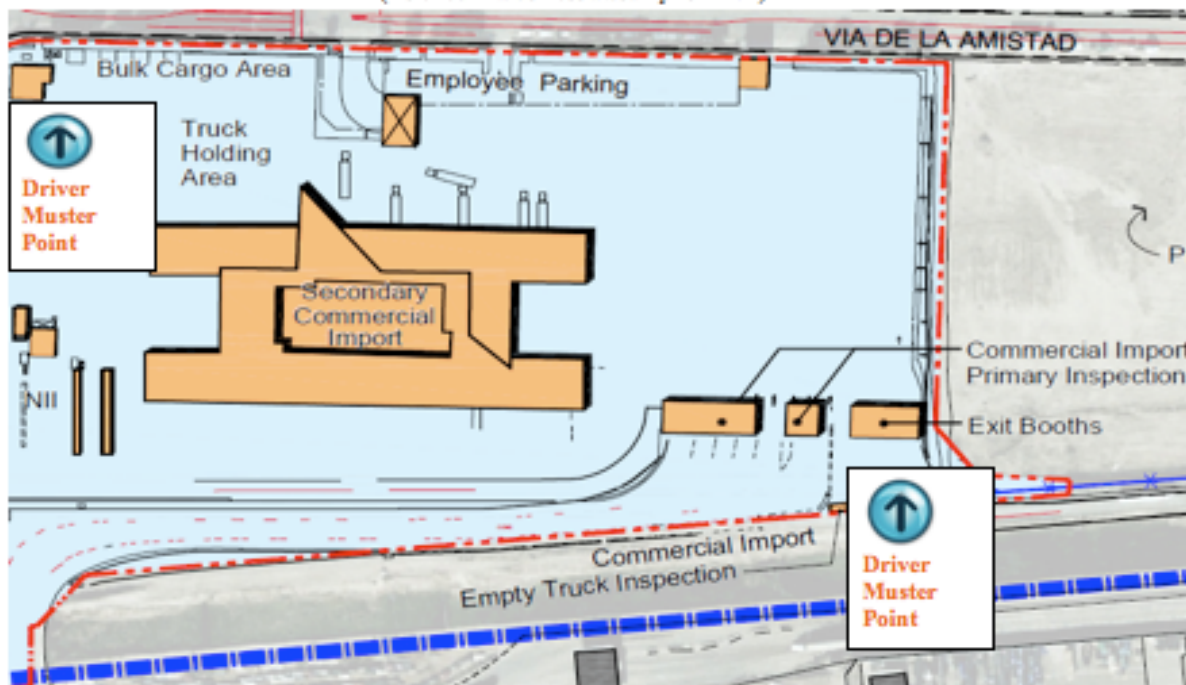 VIA DE LA AMISTAD
Bulk Cargo Area
Employee Parking
Truck
Holding
Area
Driver
Muster
Point
Secondary
Commercial
Import
NII
P
Commercial Import
Primary Inspection
Exit Booths
Commercial Import
Empty Truck Inspection
Driver
Muster
Point